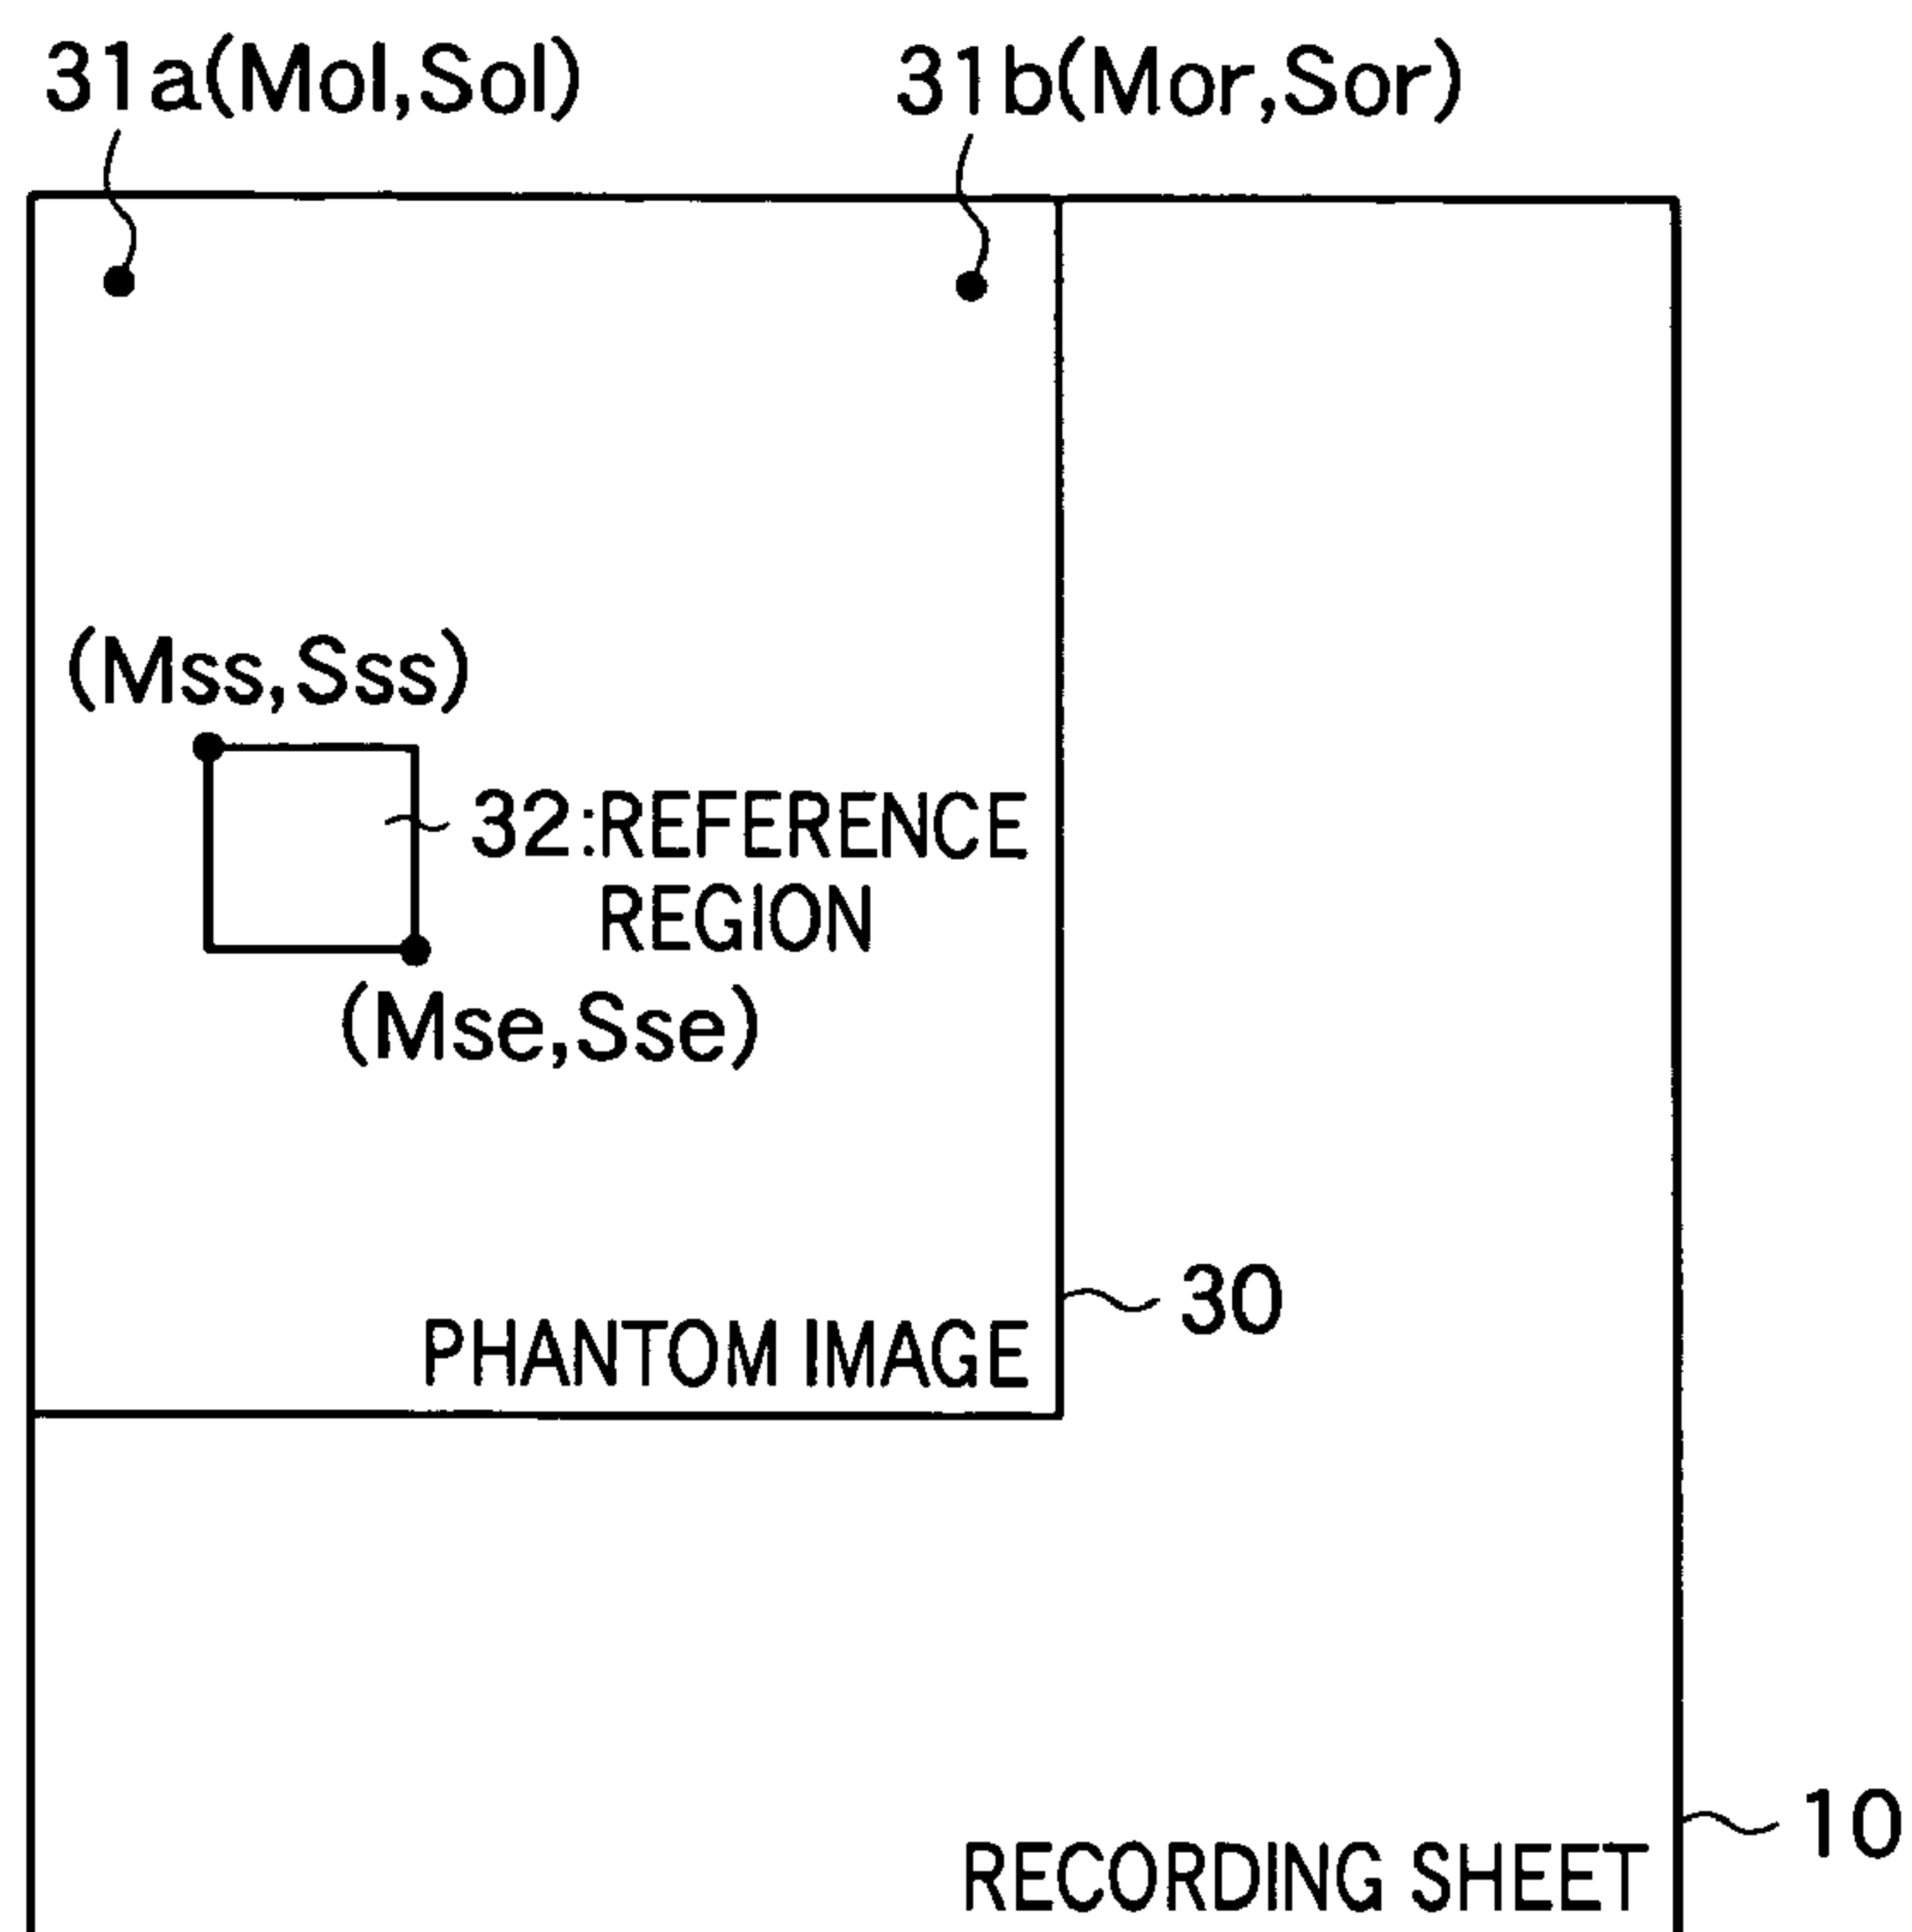 31a(Mol,Sol)
31b(Mor,Sor)
(Mss,Sss)
32:REFERENCE
REGION
(Mse,Sse)
30
PHANTOM IMAGE
10
RECORDING SHEET